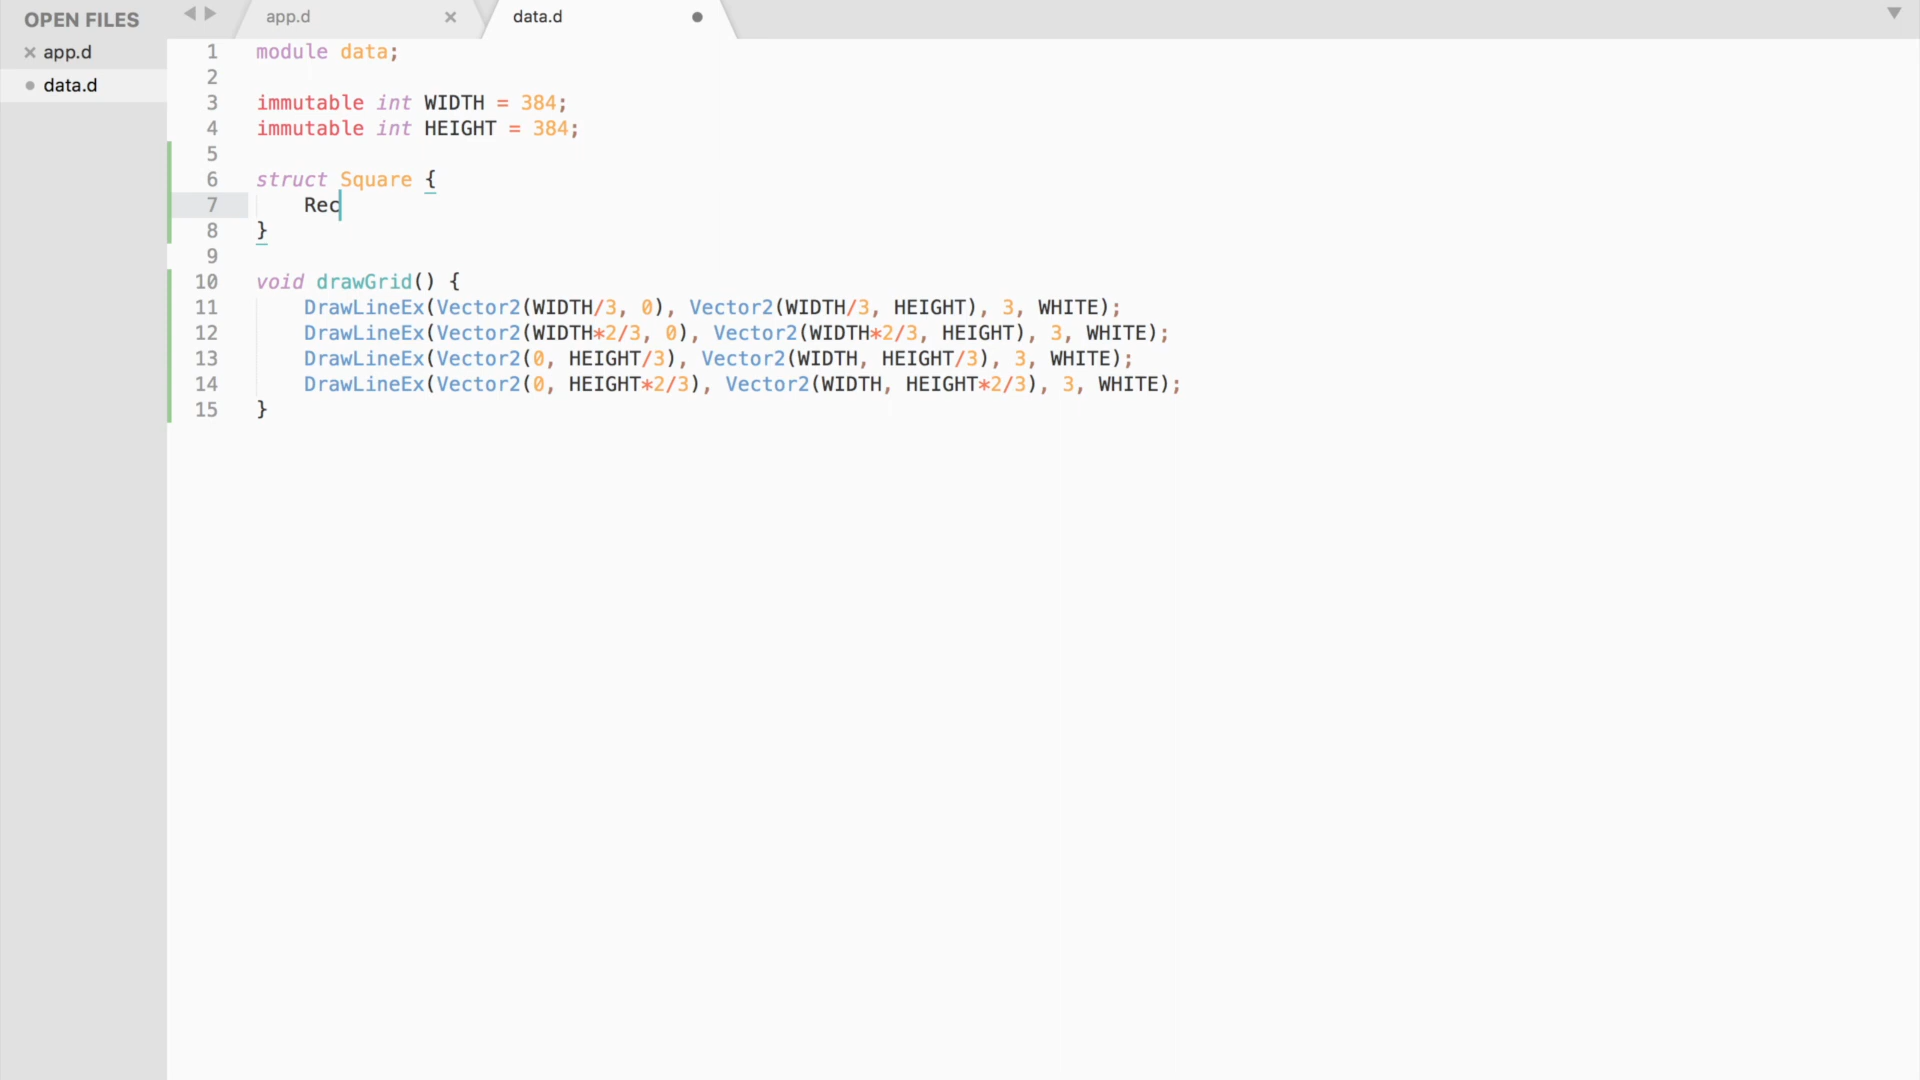 OPEN FILES
× app.d
data.d
app.d ×
data.d
1 module data;
2
3 immutable int WIDTH = 384;
4 immutable int HEIGHT = 384;
5
6 struct Square {
7     Rec
8 }
9
10 void drawGrid() {
11     DrawLineEx(Vector2(WIDTH/3, 0), Vector2(WIDTH/3, HEIGHT), 3, WHITE);
12     DrawLineEx(Vector2(WIDTH*2/3, 0), Vector2(WIDTH*2/3, HEIGHT), 3, WHITE);
13     DrawLineEx(Vector2(0, HEIGHT/3), Vector2(WIDTH, HEIGHT/3), 3, WHITE);
14     DrawLineEx(Vector2(0, HEIGHT*2/3), Vector2(WIDTH, HEIGHT*2/3), 3, WHITE);
15 }